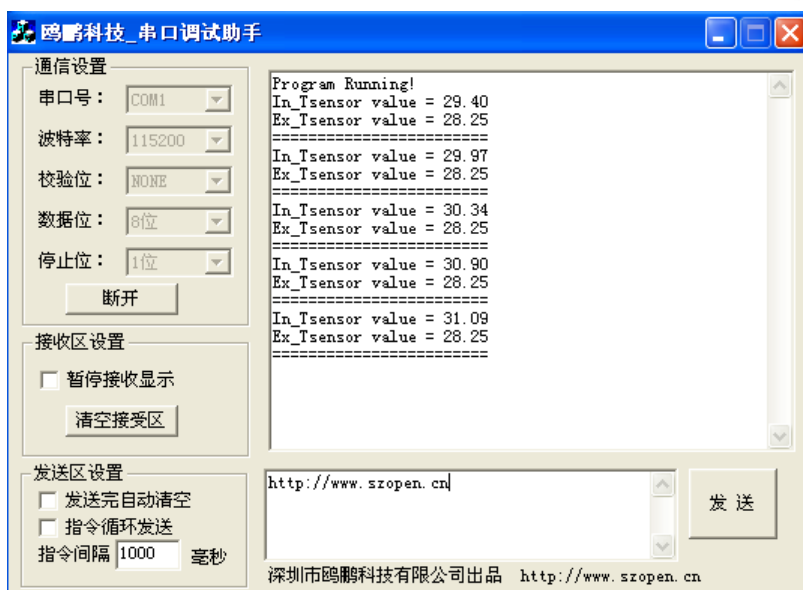 鸥鹏科技_串口调试助手
通信设置
串口号： COM1
波特率： 115200
校验位： NONE
数据位： 8位
停止位： 1位
断开
接收区设置
暂停接收显示
清空接受区
发送区设置
发送完自动清空
指令循环发送
指令间隔 1000 毫秒
Program Running!
In_Tsensor value = 29.40
Ex_Tsensor value = 28.25
========================
In_Tsensor value = 29.97
Ex_Tsensor value = 28.25
========================
In_Tsensor value = 30.34
Ex_Tsensor value = 28.25
========================
In_Tsensor value = 30.90
Ex_Tsensor value = 28.25
========================
In_Tsensor value = 31.09
Ex_Tsensor value = 28.25
========================
http://www.szopen.cn
发 送
深圳市鸥鹏科技有限公司出品 http://www.szopen.cn